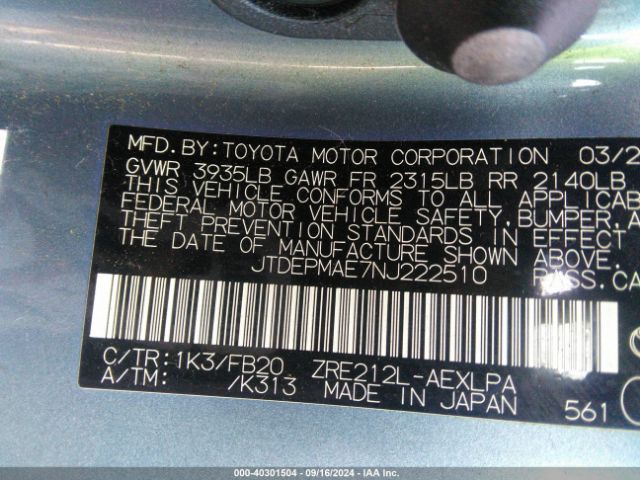 MFD.BY:TOYOTA MOTOR CORPORATION 03/2
GVWR 3935LB GAWR FR 2315LB RR 2140LB
THIS VEHICLE CONFORMS TO ALL APPLICAB
FEDERAL MOTOR VEHICLE SAFETY,BUMPER,A
THEFT PREVENTION STANDARDS IN EFFECT
THE DATE OF MANUFACTURE SHOWN ABOVE.
JTDEPMAE7NJ222510 PASS.CA
C/TR:1K3/FB20 ZRE212L-AEXLPA
A/TM: /K313 MADE IN JAPAN 561
000-40301504 - 09/16/2024 - IAA Inc.